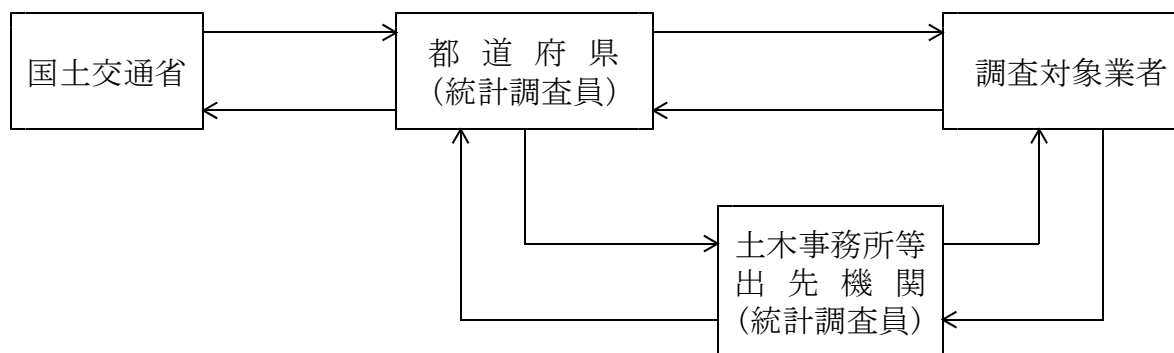 国土交通省
都道府県
（統計調査員）
調査対象業者
土木事務所等
出先機関
（統計調査員）